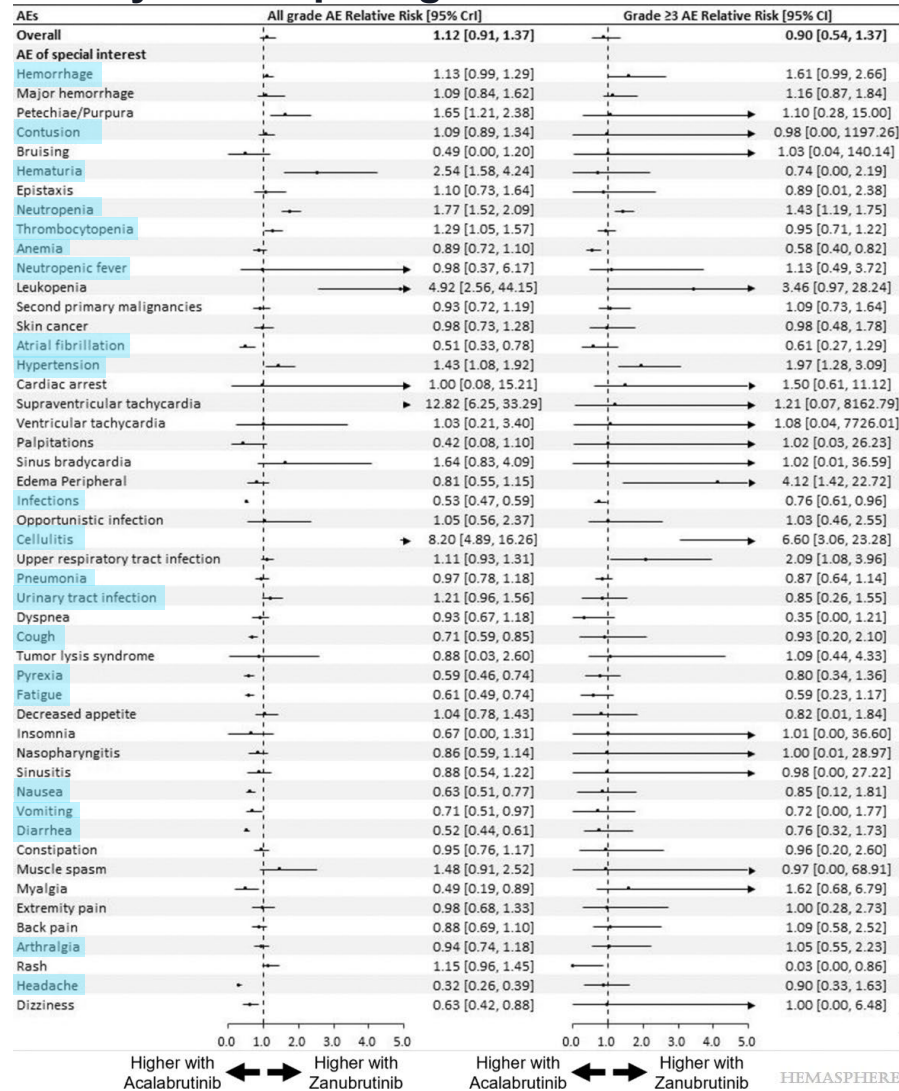 AEs All grade AE Relative Risk [95% CrI] Grade ≥3 AE Relative Risk [95% CI]
Overall 1.12 [0.91, 1.37] 0.90 [0.54, 1.37]
AE of special interest
Hemorrhage 1.13 [0.99, 1.29] 1.61 [0.99, 2.66]
Major hemorrhage 1.09 [0.84, 1.62] 1.16 [0.87, 1.84]
Petechiae/Purpura 1.65 [1.21, 2.38] 1.10 [0.28, 15.00]
Contusion 1.09 [0.89, 1.34] 0.98 [0.00, 1197.26]
Bruising 0.49 [0.00, 1.20] 1.03 [0.04, 140.14]
Hematuria 2.54 [1.58, 4.24] 0.74 [0.00, 2.19]
Epistaxis 1.10 [0.73, 1.64] 0.89 [0.01, 2.38]
Neutropenia 1.77 [1.52, 2.09] 1.43 [1.19, 1.75]
Thrombocytopenia 1.29 [1.05, 1.57] 0.95 [0.71, 1.22]
Anemia 0.89 [0.72, 1.10] 0.58 [0.40, 0.82]
Neutropenic fever 0.98 [0.37, 6.17] 1.13 [0.49, 3.72]
Leukopenia 4.92 [2.56, 44.15] 3.46 [0.97, 28.24]
Second primary malignancies 0.93 [0.72, 1.19] 1.09 [0.73, 1.64]
Skin cancer 0.98 [0.73, 1.28] 0.98 [0.48, 1.78]
Atrial fibrillation 0.51 [0.33, 0.78] 0.61 [0.27, 1.29]
Hypertension 1.43 [1.08, 1.92] 1.97 [1.28, 3.09]
Cardiac arrest 1.00 [0.08, 15.21] 1.50 [0.61, 11.12]
Supraventricular tachycardia 12.82 [6.25, 33.29] 1.21 [0.07, 8162.79]
Ventricular tachycardia 1.03 [0.21, 3.40] 1.08 [0.04, 7726.01]
Palpitations 0.42 [0.08, 1.10] 1.02 [0.03, 26.23]
Sinus bradycardia 1.64 [0.83, 4.09] 1.02 [0.01, 36.59]
Edema Peripheral 0.81 [0.55, 1.15] 4.12 [1.42, 22.72]
Infections 0.53 [0.47, 0.59] 0.76 [0.61, 0.96]
Opportunistic infection 1.05 [0.56, 2.37] 1.03 [0.46, 2.55]
Cellulitis 8.20 [4.89, 16.26] 6.60 [3.06, 23.28]
Upper respiratory tract infection 1.11 [0.93, 1.31] 2.09 [1.08, 3.96]
Pneumonia 0.97 [0.78, 1.18] 0.87 [0.64, 1.14]
Urinary tract infection 1.21 [0.96, 1.56] 0.85 [0.26, 1.55]
Dyspnea 0.93 [0.67, 1.18] 0.35 [0.00, 1.21]
Cough 0.71 [0.59, 0.85] 0.93 [0.20, 2.10]
Tumor lysis syndrome 0.88 [0.03, 2.60] 1.09 [0.44, 4.33]
Pyrexia 0.59 [0.46, 0.74] 0.80 [0.34, 1.36]
Fatigue 0.61 [0.49, 0.74] 0.59 [0.23, 1.17]
Decreased appetite 1.04 [0.78, 1.43] 0.82 [0.01, 1.84]
Insomnia 0.67 [0.00, 1.31] 1.01 [0.00, 36.60]
Nasopharyngitis 0.86 [0.59, 1.14] 1.00 [0.01, 28.97]
Sinusitis 0.88 [0.54, 1.22] 0.98 [0.00, 27.22]
Nausea 0.63 [0.51, 0.77] 0.85 [0.12, 1.81]
Vomiting 0.71 [0.51, 0.97] 0.72 [0.00, 1.77]
Diarrhea 0.52 [0.44, 0.61] 0.76 [0.32, 1.73]
Constipation 0.95 [0.76, 1.17] 0.96 [0.20, 2.60]
Muscle spasm 1.48 [0.91, 2.52] 0.97 [0.00, 68.91]
Myalgia 0.49 [0.19, 0.89] 1.62 [0.68, 6.79]
Extremity pain 0.98 [0.68, 1.33] 1.00 [0.28, 2.73]
Back pain 0.88 [0.69, 1.10] 1.09 [0.58, 2.52]
Arthralgia 0.94 [0.74, 1.18] 1.05 [0.55, 2.23]
Rash 1.15 [0.96, 1.45] 0.03 [0.00, 0.86]
Headache 0.32 [0.26, 0.39] 0.90 [0.33, 1.63]
Dizziness 0.63 [0.42, 0.88] 1.00 [0.00, 6.48]
0.0 1.0 2.0 3.0 4.0 5.0 0.0 1.0 2.0 3.0 4.0 5.0
Higher with Higher with Higher with Higher with
Acalabrutinib Zanubrutinib Acalabrutinib Zanubrutinib
HEMASPHERE